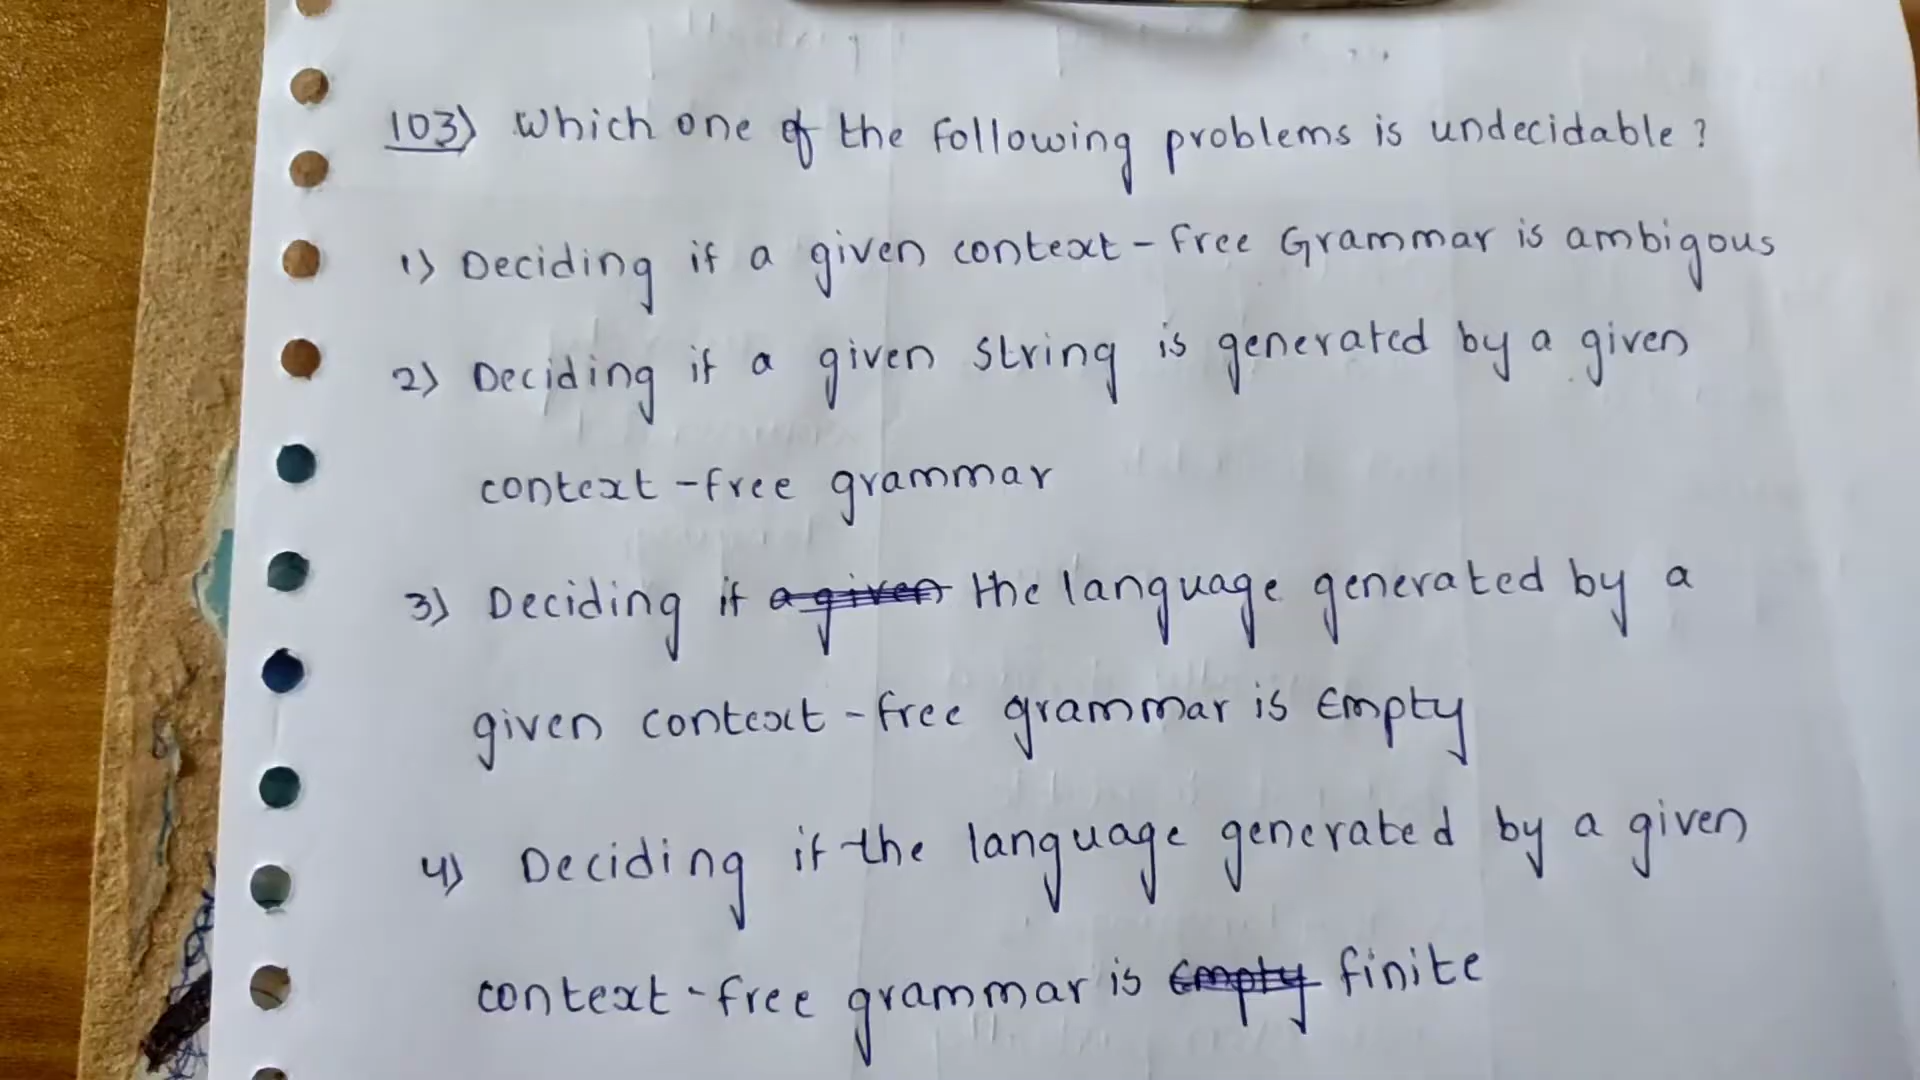 103) Which one of the following problems is undecidable?
1) Deciding if a given context-free Grammar is ambigous
2) Deciding if a given string is generated by a given
context-free grammar
3) Deciding if a given the language generated by a
given context-free grammar is Empty
4) Deciding if the language generated by a given
context-free grammar is Empty finite